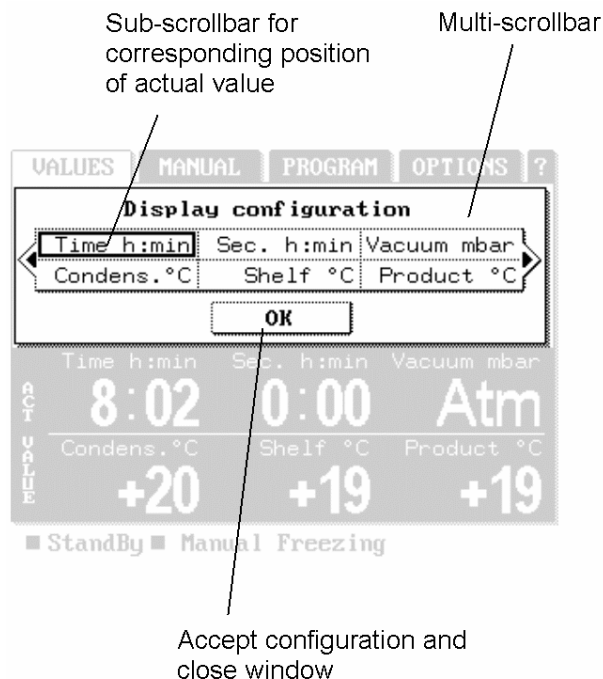 Sub-scrollbar for
corresponding position
of actual value
Multi-scrollbar
VALUES MANUAL PROGRAM OPTIONS ?
Display configuration
Time h:min Sec. h:min Vacuum mbar
Condens.°C Shelf °C Product °C
OK
ACT VALUE
Time h:min Sec. h:min Vacuum mbar
8:02 0:00 Atm
Condens.°C Shelf °C Product °C
+20 +19 +19
StandBy Manual Freezing
Accept configuration and
close window